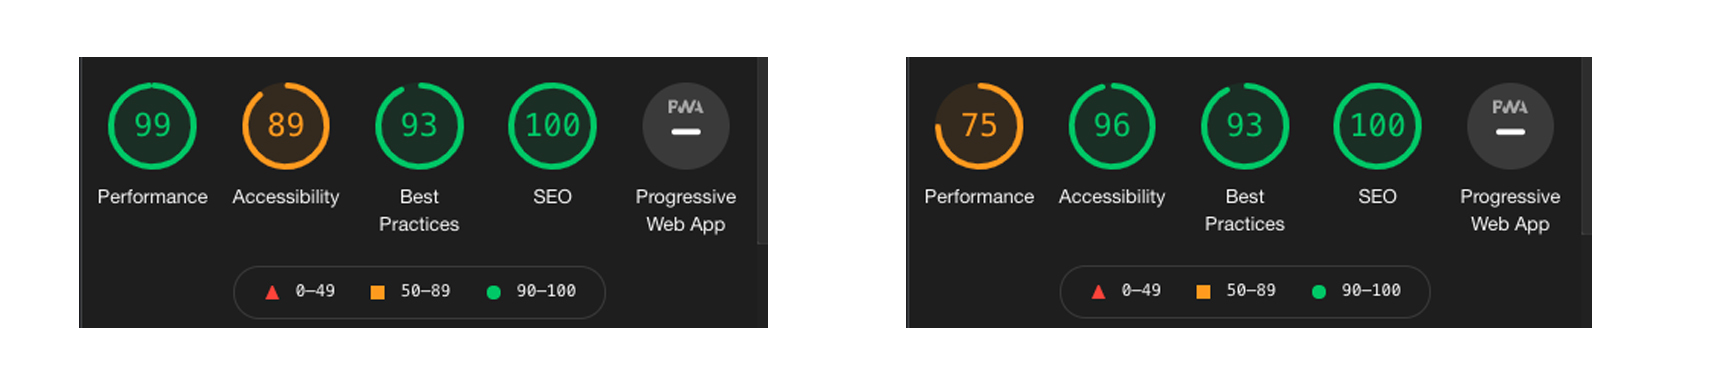 99 89 93 100 PWA
Performance Accessibility Best Practices SEO Progressive Web App
0–49 50–89 90–100
75 96 93 100 PWA
Performance Accessibility Best Practices SEO Progressive Web App
0–49 50–89 90–100